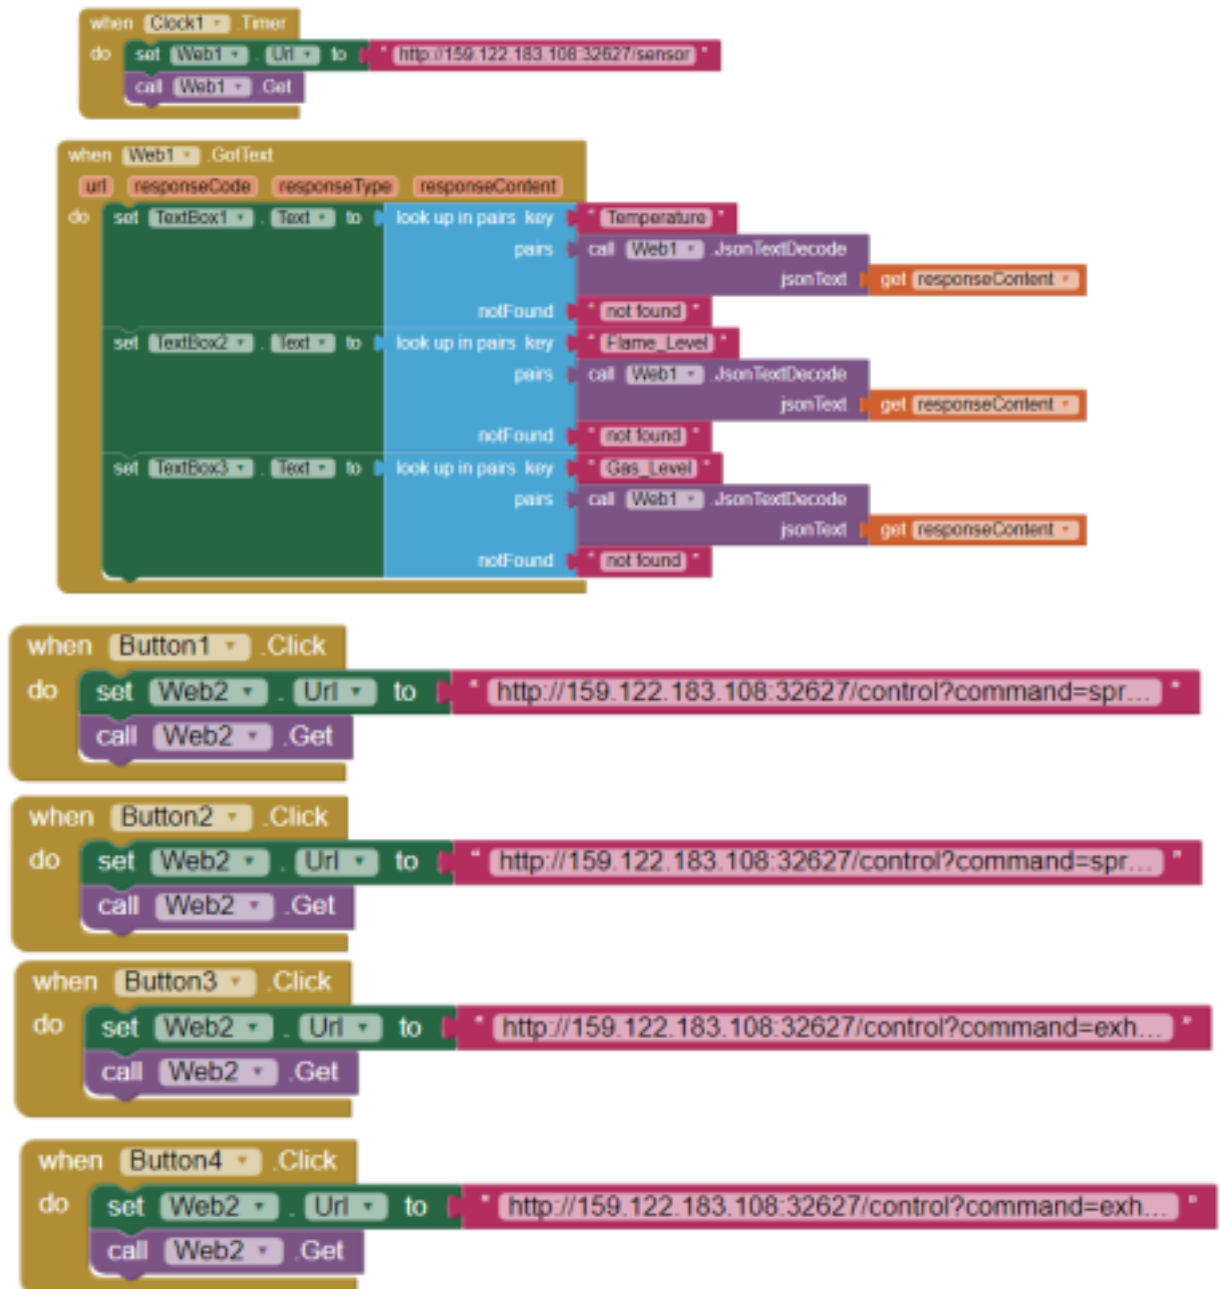 when Clock1 .Timer
do set Web1 . Url to " http://159.122.183.108:32627/sensor "
call Web1 .Get
when Web1 .GotText
url responseCode responseType responseContent
do set TextBox1 . Text to look up in pairs key " Temperature "
pairs call Web1 .JsonTextDecode
jsonText get responseContent
notFound " not found "
set TextBox2 . Text to look up in pairs key " Flame_Level "
pairs call Web1 .JsonTextDecode
jsonText get responseContent
notFound " not found "
set TextBox3 . Text to look up in pairs key " Gas_Level "
pairs call Web1 .JsonTextDecode
jsonText get responseContent
notFound " not found "
when Button1 .Click
do set Web2 . Url to " http://159.122.183.108:32627/control?command=spr... "
call Web2 .Get
when Button2 .Click
do set Web2 . Url to " http://159.122.183.108:32627/control?command=spr... "
call Web2 .Get
when Button3 .Click
do set Web2 . Url to " http://159.122.183.108:32627/control?command=exh... "
call Web2 .Get
when Button4 .Click
do set Web2 . Url to " http://159.122.183.108:32627/control?command=exh... "
call Web2 .Get